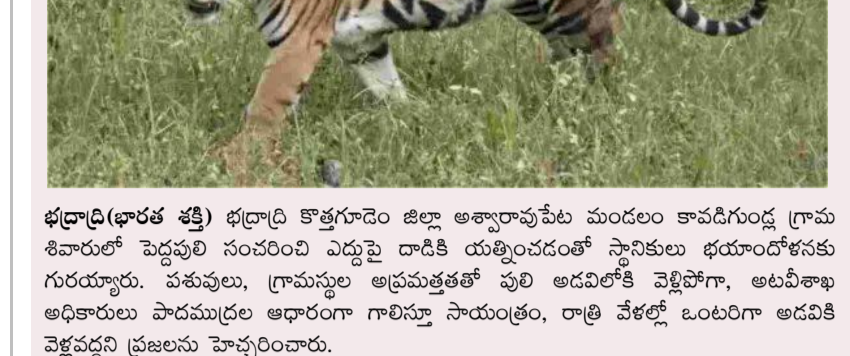 భద్రాద్రి(భారత శక్తి) భద్రాద్రి కొత్తగూడెం జిల్లా అశ్వారావుపేట మండలం కావడిగుండ్ల గ్రామ
శివారులో పెద్దపులి సంచరించి ఎద్దుపై దాడికి యత్నించడంతో స్థానికులు భయాందోళనకు
గురయ్యారు. పశువులు, గ్రామస్థుల అప్రమత్తతతో పులి అడవిలోకి వెళ్లిపోగా, అటవీశాఖ
అధికారులు పాదముద్రల ఆధారంగా గాలిస్తూ సాయంత్రం, రాత్రి వేళల్లో ఒంటరిగా అడవికి
వెళ్లవద్దని ప్రజలను హెచ్చరించారు.